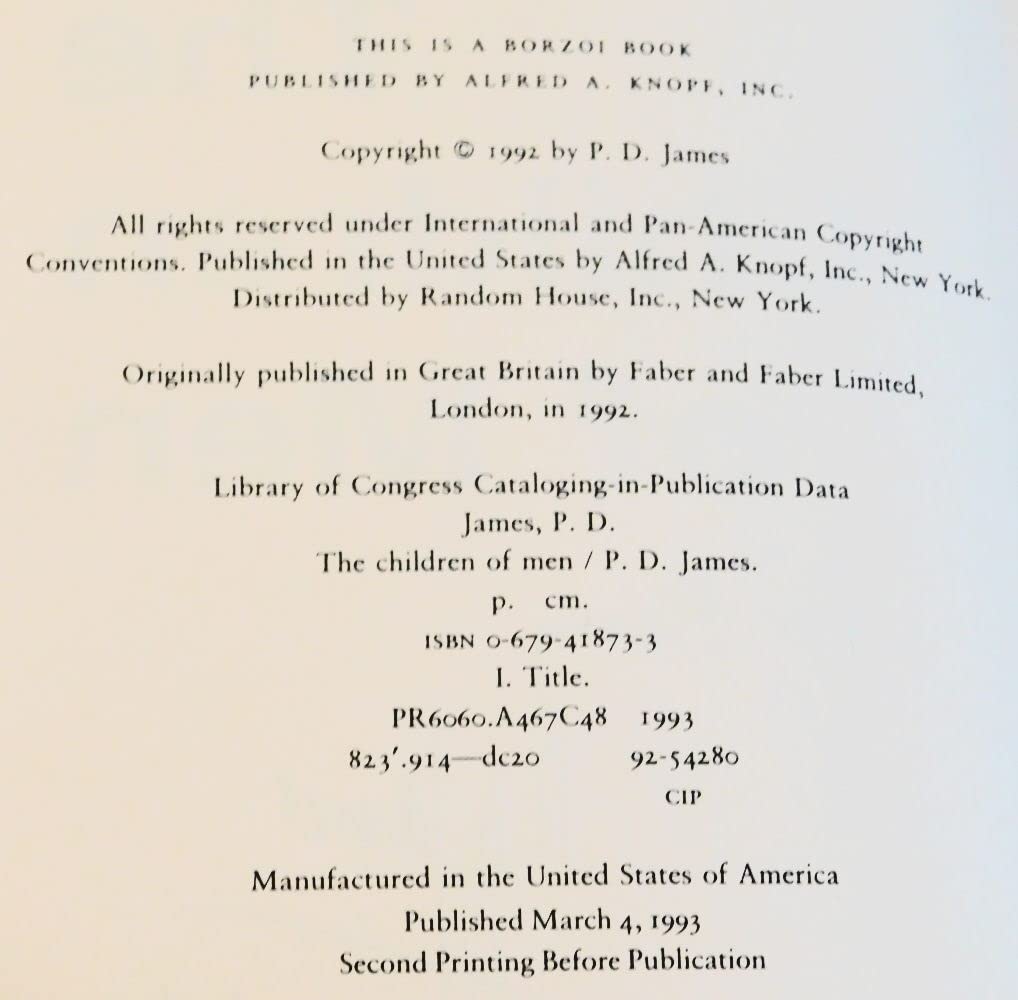 THIS IS A BORZOI BOOK
PUBLISHED BY ALFRED A. KNOPF, INC.
Copyright © 1992 by P. D. James
All rights reserved under International and Pan-American Copyright
Conventions. Published in the United States by Alfred A. Knopf, Inc., New York.
Distributed by Random House, Inc., New York.
Originally published in Great Britain by Faber and Faber Limited,
London, in 1992.
Library of Congress Cataloging-in-Publication Data
James, P. D.
The children of men / P. D. James.
p. cm.
ISBN 0-679-41873-3
I. Title.
PR6060.A467C48 1993
823'.914—dc20 92-54280
CIP
Manufactured in the United States of America
Published March 4, 1993
Second Printing Before Publication